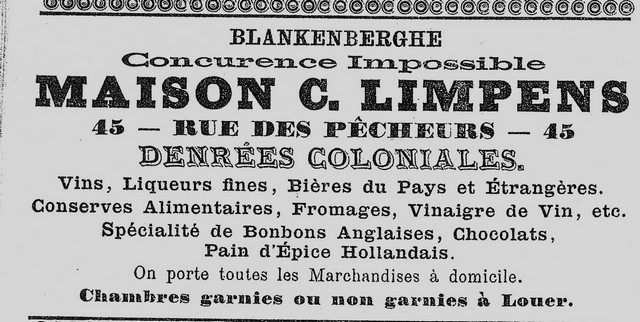 BLANKENBERGHE
Concurence Impossible
MAISON C. LIMPENS
45 — RUE DES PÊCHEURS — 45
DENRÉES COLONIALES.
Vins, Liqueurs fines, Bières du Pays et Étrangères.
Conserves Alimentaires, Fromages, Vinaigre de Vin, etc.
Spécialité de Bonbons Anglaises, Chocolats,
Pain d'Épice Hollandais.
On porte toutes les Marchandises à domicile.
Chambres garnies ou non garnies à Louer.